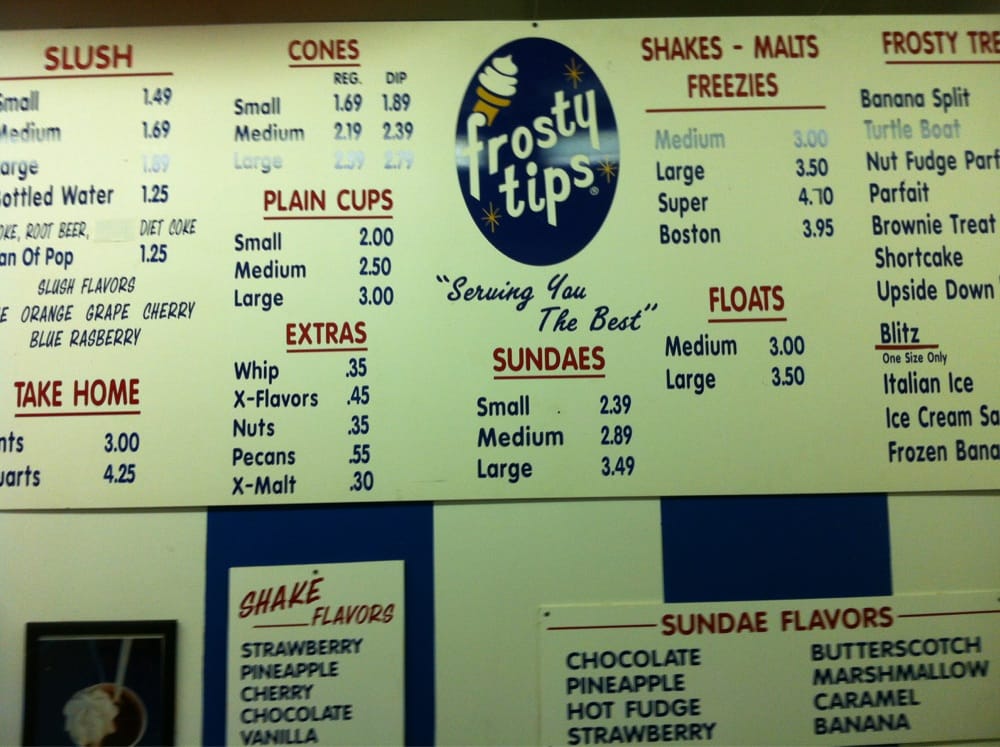 SLUSH
Small 1.49
Medium 1.69
arge 1.89
ottled Water 1.25
OKE, ROOT BEER, DIET COKE
an Of Pop 1.25
SLUSH FLAVORS
E ORANGE GRAPE CHERRY
BLUE RASBERRY
TAKE HOME
nts 3.00
uarts 4.25
CONES
REG. DIP
Small 1.69 1.89
Medium 2.19 2.39
Large 2.39 2.79
PLAIN CUPS
Small 2.00
Medium 2.50
Large 3.00
EXTRAS
Whip .35
X-Flavors .45
Nuts .35
Pecans .55
X-Malt .30
frosty
tips®
"Serving You
The Best"
SUNDAES
Small 2.39
Medium 2.89
Large 3.49
SHAKES - MALTS
FREEZIES
Medium 3.00
Large 3.50
Super 4.70
Boston 3.95
FLOATS
Medium 3.00
Large 3.50
FROSTY TRE
Banana Split
Turtle Boat
Nut Fudge Parf
Parfait
Brownie Treat
Shortcake
Upside Down
Blitz
One Size Only
Italian Ice
Ice Cream Sa
Frozen Bana
SHAKE
FLAVORS
STRAWBERRY
PINEAPPLE
CHERRY
CHOCOLATE
VANILLA
SUNDAE FLAVORS
CHOCOLATE BUTTERSCOTCH
PINEAPPLE MARSHMALLOW
HOT FUDGE CARAMEL
STRAWBERRY BANANA